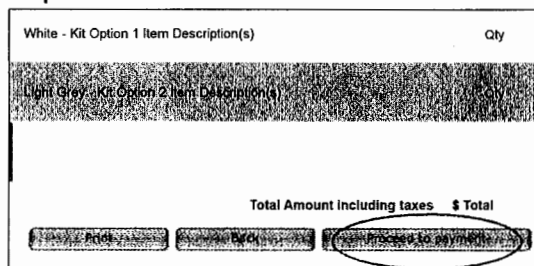 White - Kit Option 1 Item Description(s) Qty
Light Grey - Kit Option 2 Item Description(s) Qty
Total Amount including taxes $ Total
Print Back Proceed to payment